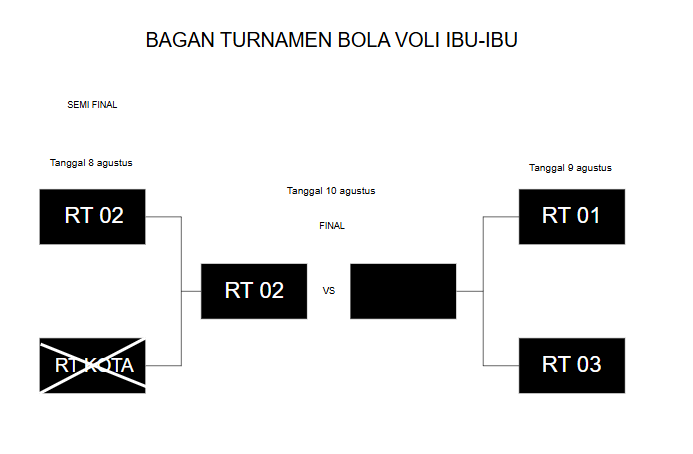 BAGAN TURNAMEN BOLA VOLI IBU-IBU
SEMI FINAL
Tanggal 8 agustus
Tanggal 9 agustus
Tanggal 10 agustus
RT 02
RT 01
FINAL
RT 02
VS
RT KOTA
RT 03